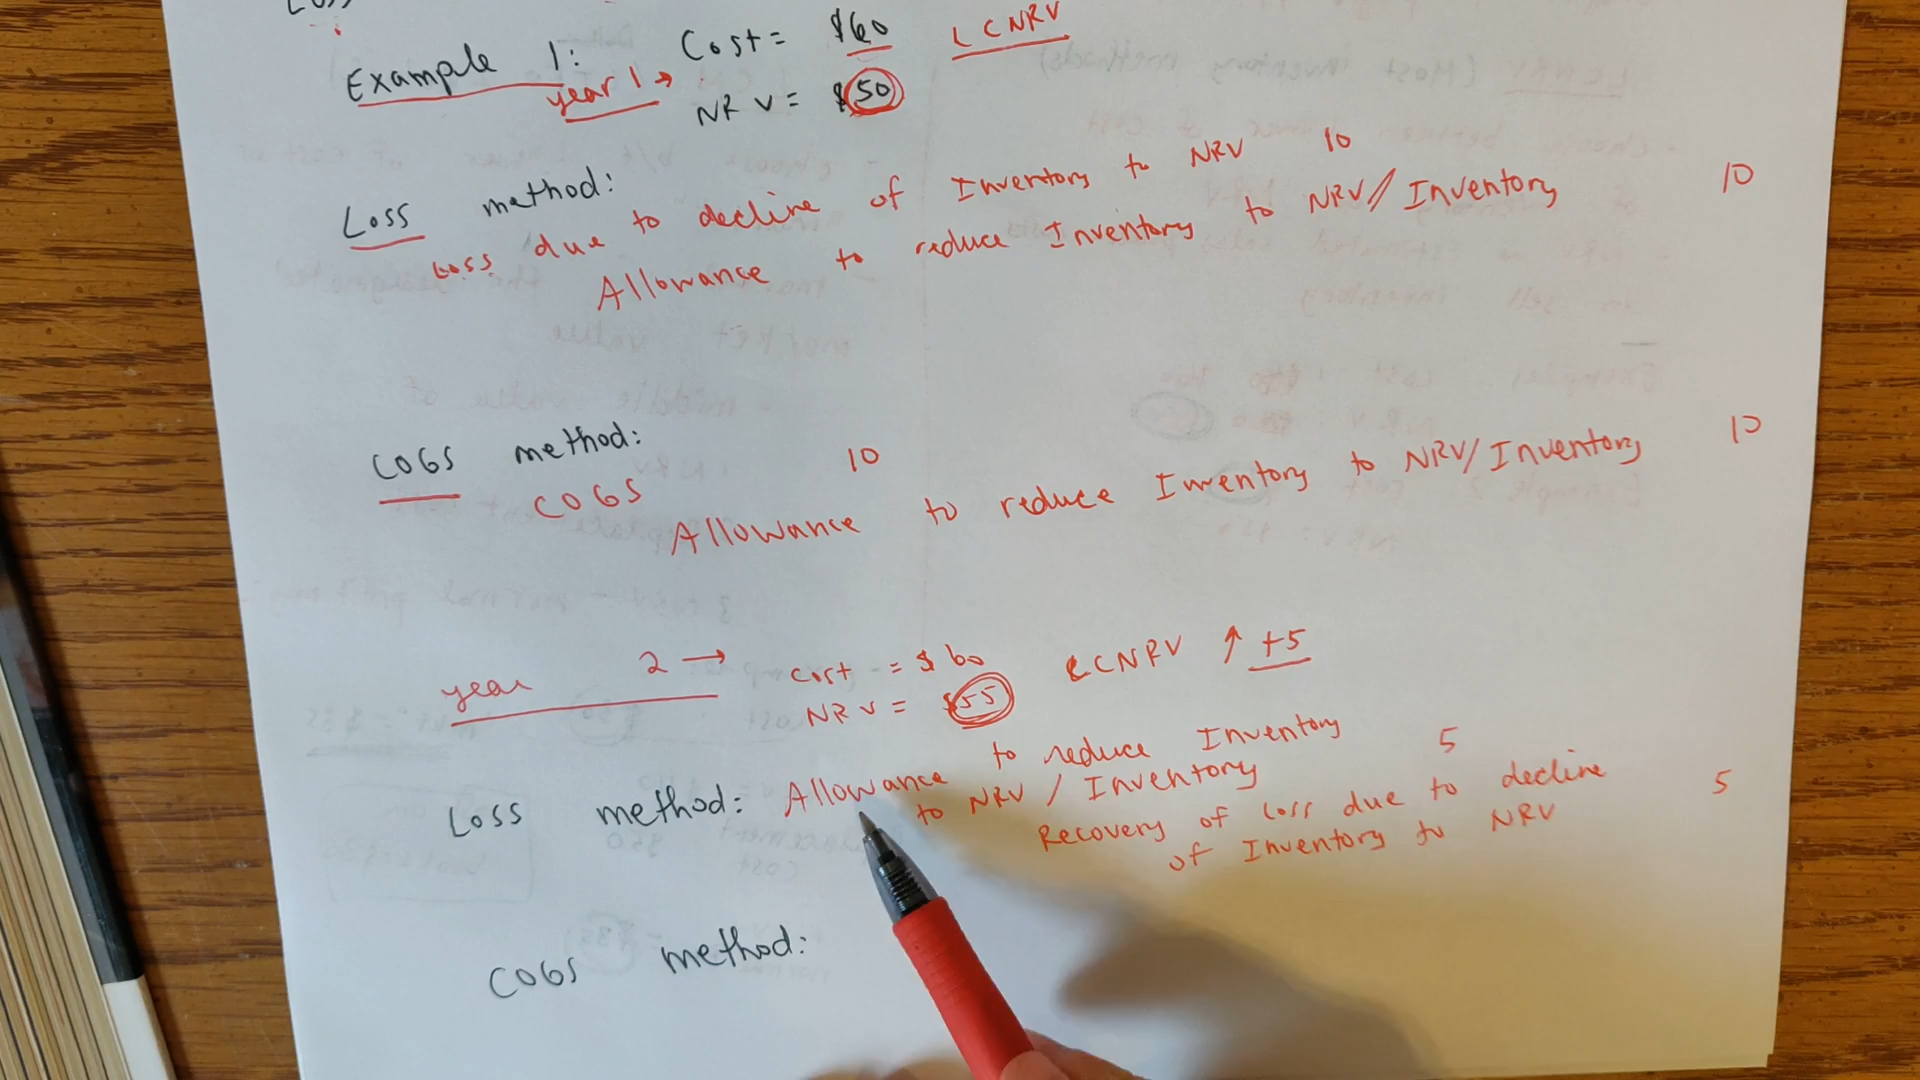 Example 1: Cost = $60 LCNRV
year 1 → NRV = $50
Loss method:
Loss due to decline of Inventory to NRV 10
Allowance to reduce Inventory to NRV/Inventory 10
COGS method:
COGS 10
Allowance to reduce Inventory to NRV/Inventory 10
year 2 → cost = $60 LCNRV ↑ +5
NRV = $55
Loss method: Allowance to reduce Inventory 5
to NRV / Inventory
Recovery of loss due to decline 5
of Inventory to NRV
COGS method: